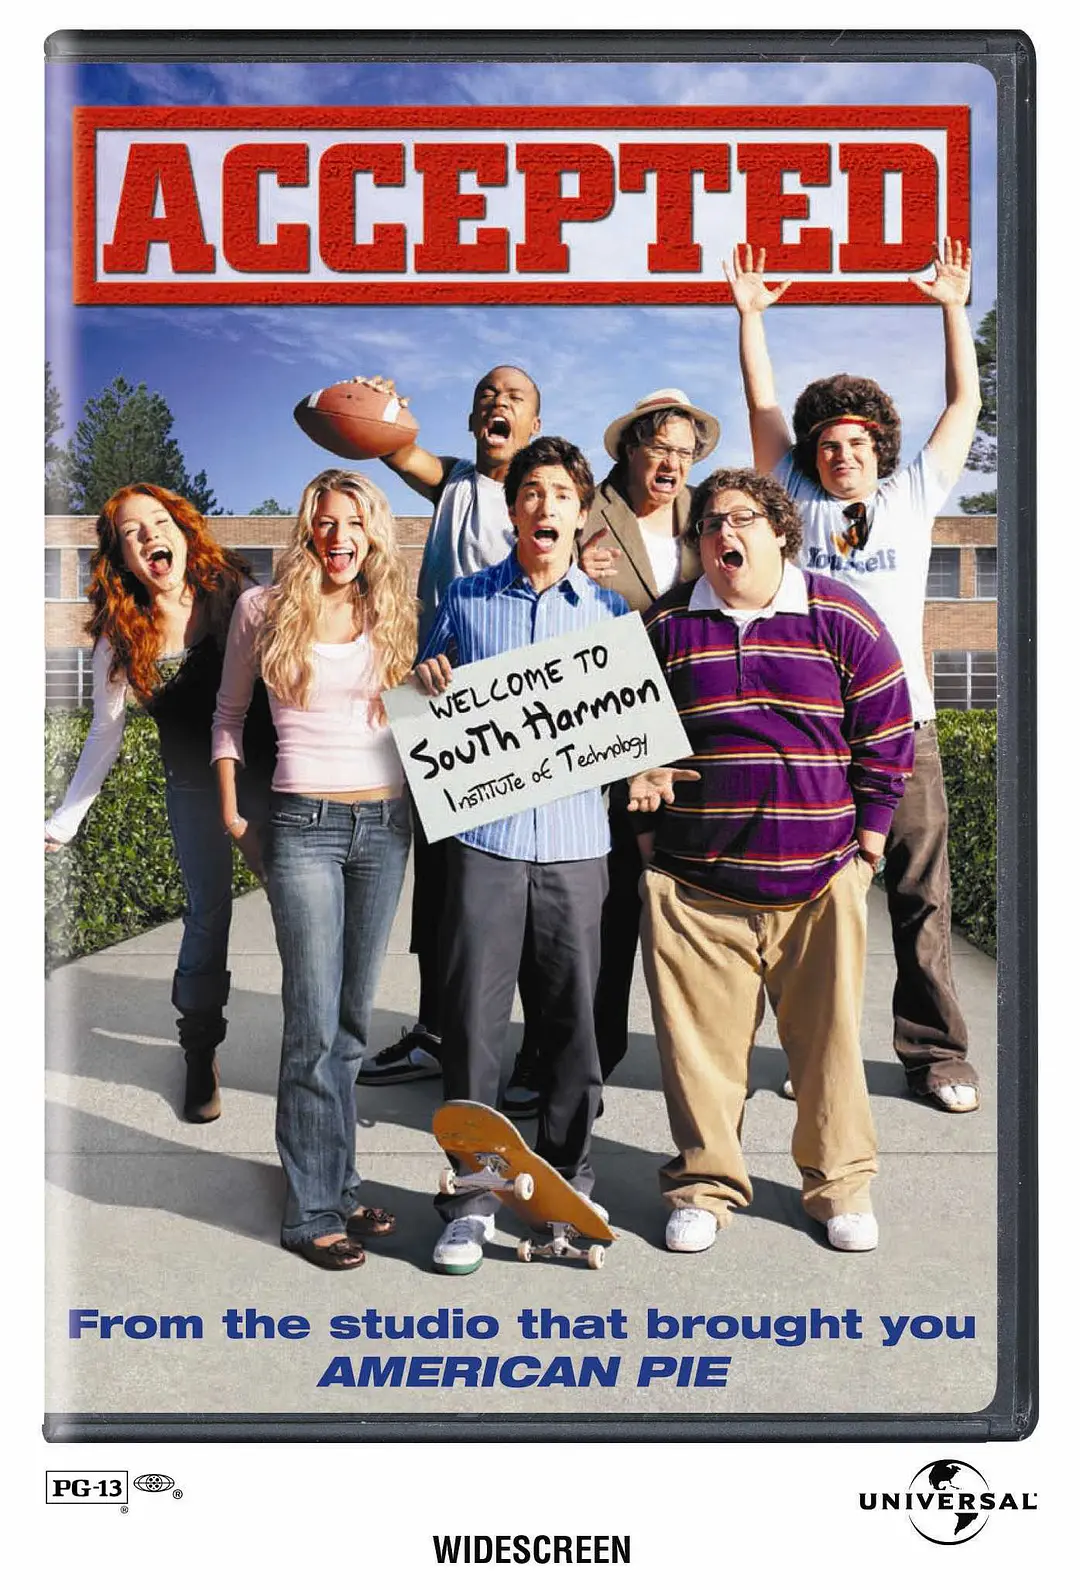 ACCEPTED
WELCOME TO
SouTh Harmon
InsTiTuTe of Technology
From the studio that brought you
AMERICAN PIE
PG-13
®
®
UNIVERSAL
WIDESCREEN